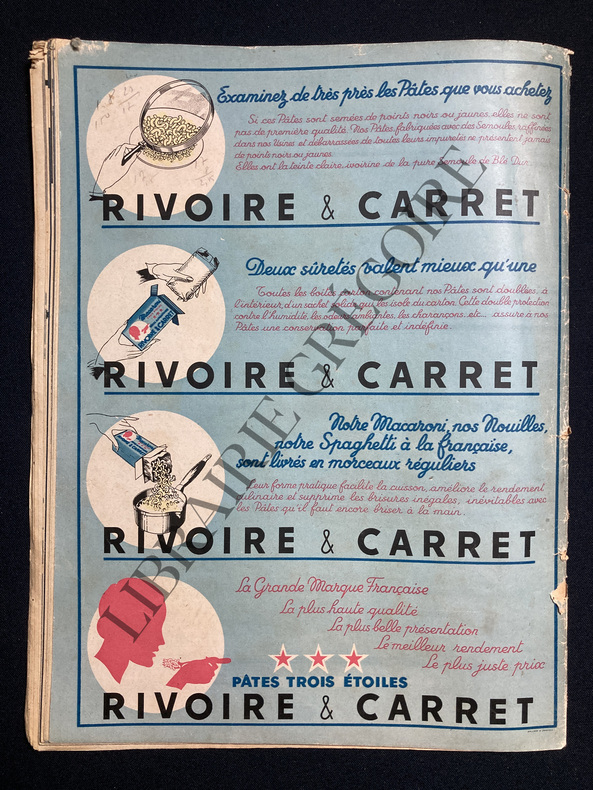 Examinez de très près les Pâtes que vous achetez
Si ces Pâtes sont semées de points noirs ou jaunes, elles ne sont
pas de première qualité. Nos Pâtes, fabriquées avec des Semoules raffinées
dans nos Usines et débarrassées de toutes leurs impuretés ne présentent jamais
de points noirs ou jaunes.
Elles ont la teinte claire, ivoirine de la pure Semoule de Blé Dur.
RIVOIRE & CARRET
Deux sûretés valent mieux qu'une
Toutes les boites carton contenant nos Pâtes sont doublées, à
l'intérieur, d'un sachet solide qui les isole du carton. Cette double protection
contre l'humidité, les odeurs ambiantes, les charançons, etc... assure à nos
Pâtes une conservation parfaite et indéfinie.
RIVOIRE & CARRET
Notre Macaroni, nos Nouilles,
notre Spaghetti à la française,
sont livrés en morceaux réguliers
Leur forme pratique facilite la cuisson, améliore le rendement
culinaire et supprime les brisures inégales, inévitables avec
les Pâtes qu'il faut encore briser à la main.
RIVOIRE & CARRET
La Grande Marque Française
La plus haute qualité
La plus belle présentation
Le meilleur rendement
Le plus juste prix
PÂTES TROIS ÉTOILES
RIVOIRE & CARRET
LIBRAIRIE GRÉGOIRE